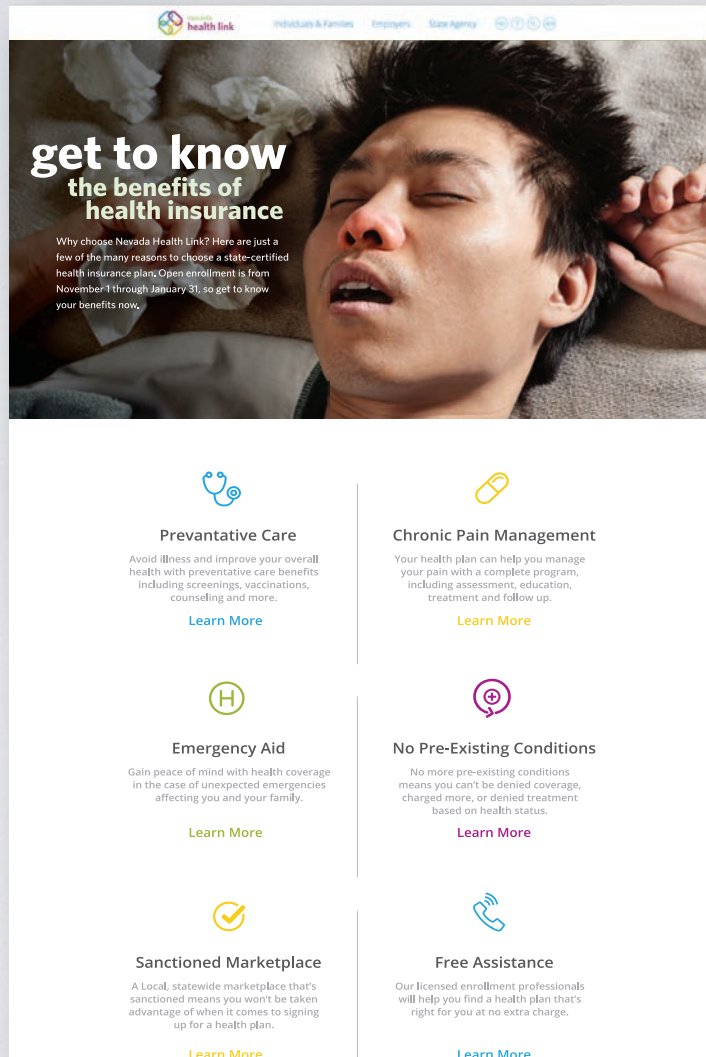 health link
Individuals & Families
Employers
State Agency
get to know
the benefits of
health insurance
Why choose Nevada Health Link? Here are just a
few of the many reasons to choose a state-certified
health insurance plan. Open enrollment is from
November 1 through January 31, so get to know
your benefits now.
Prevantative Care
Avoid illness and improve your overall
health with preventative care benefits
including screenings, vaccinations,
counseling and more.
Learn More
Chronic Pain Management
Your health plan can help you manage
your pain with a complete program,
including assessment, education,
treatment and follow up.
Learn More
H
Emergency Aid
Gain peace of mind with health coverage
in the case of unexpected emergencies
affecting you and your family.
Learn More
No Pre-Existing Conditions
No more pre-existing conditions
means you can't be denied coverage,
charged more, or denied treatment
based on health status.
Learn More
Sanctioned Marketplace
A Local, statewide marketplace that's
sanctioned means you won't be taken
advantage of when it comes to signing
up for a health plan.
Learn More
Free Assistance
Our licensed enrollment professionals
will help you find a health plan that's
right for you at no extra charge.
Learn More